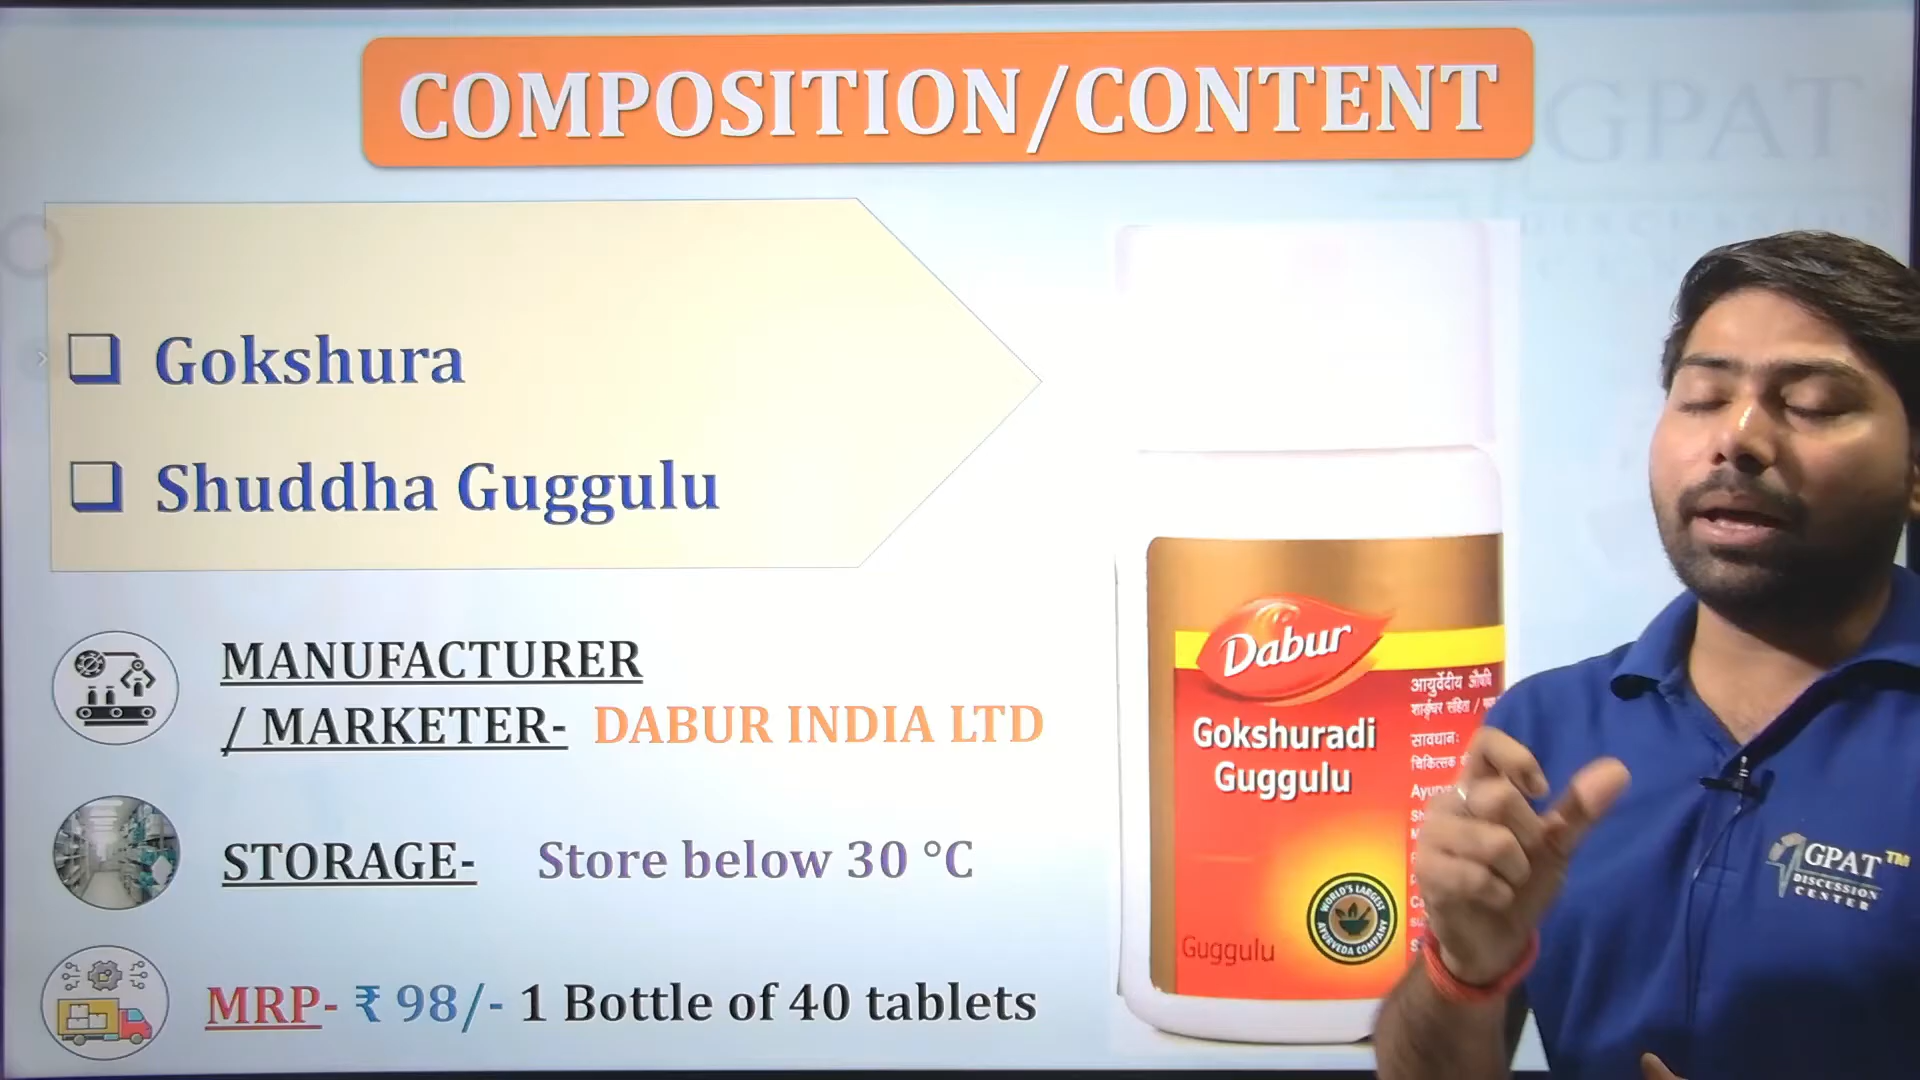 COMPOSITION/CONTENT
GPAT
❑ Gokshura
❑ Shuddha Guggulu
MANUFACTURER
/ MARKETER- DABUR INDIA LTD
STORAGE- Store below 30 °C
MRP- ₹ 98/- 1 Bottle of 40 tablets
Dabur
Gokshuradi
Guggulu
आयुर्वेदीय औषधि
सावधान:
Guggulu
WORLD'S LARGEST
AYURVEDA COMPANY
GPAT™
DISCUSSION
CENTER